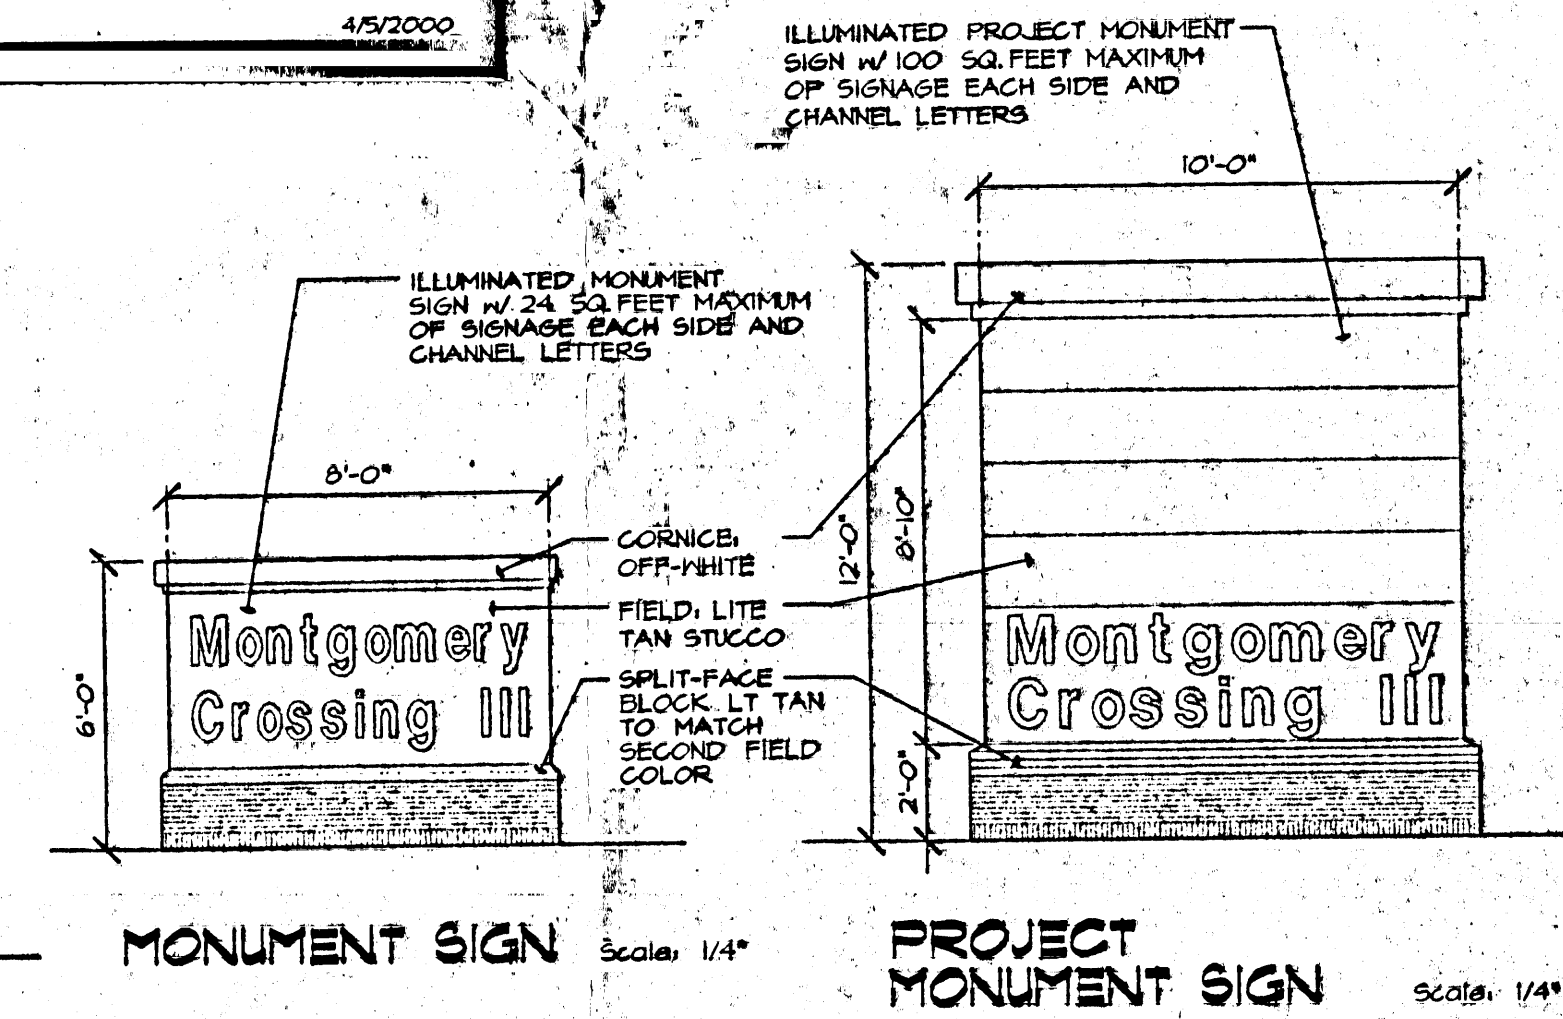 4/5/2000
ILLUMINATED PROJECT MONUMENT
SIGN w/ 100 SQ. FEET MAXIMUM
OF SIGNAGE EACH SIDE AND
CHANNEL LETTERS
10'-0"
ILLUMINATED MONUMENT
SIGN w/ 24 SQ. FEET MAXIMUM
OF SIGNAGE EACH SIDE AND
CHANNEL LETTERS
8'-0"
CORNICE:
OFF-WHITE
FIELD: LITE
TAN STUCCO
SPLIT-FACE
BLOCK LT TAN
TO MATCH
SECOND FIELD
COLOR
6'-0"
Montgomery
Crossing III
12'-0"
8'-10"
2'-0"
Montgomery
Crossing III
MONUMENT SIGN Scale: 1/4"
PROJECT
MONUMENT SIGN Scale: 1/4"